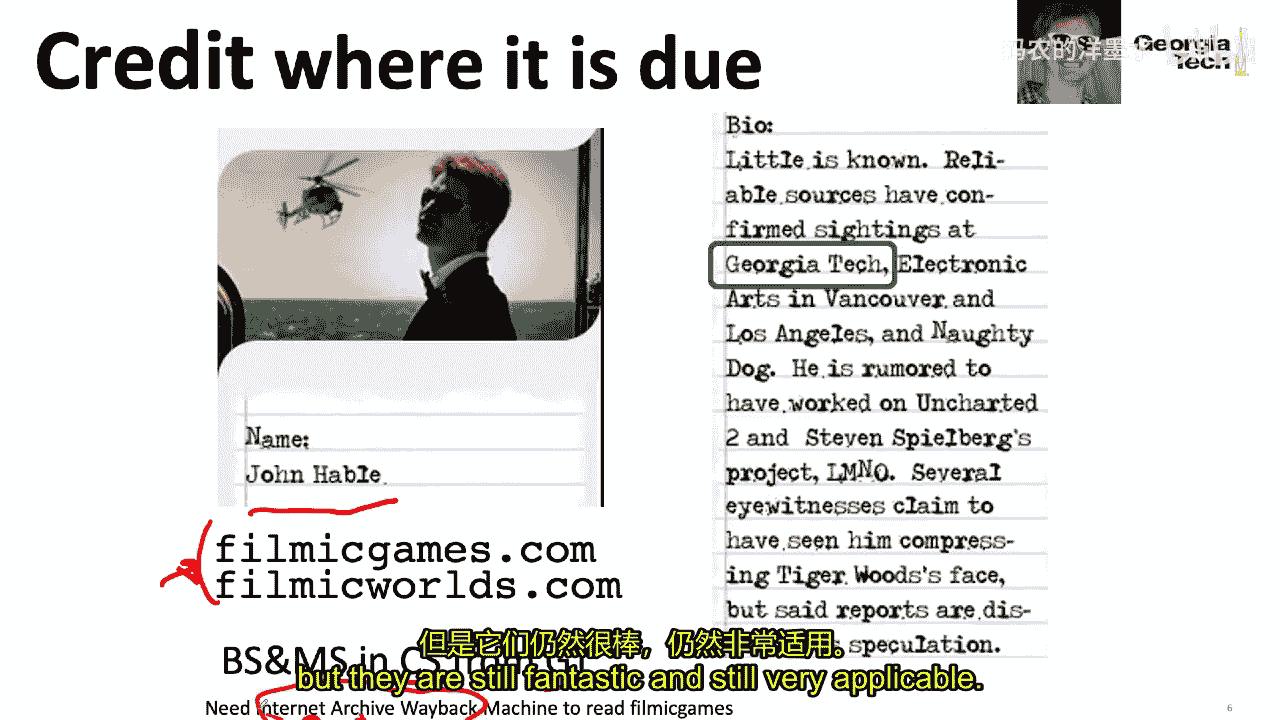 Credit where it is due
Georgia
Tech
Name:
John Hable
filmicgames.com
filmicworlds.com
BS&MS in CS from
Need Internet Archive Wayback Machine to read filmicgames
Bio:
Little is known. Reli-
able sources have con-
firmed sightings at
Georgia Tech, Electronic
Arts in Vancouver and
Los Angeles, and Naughty
Dog. He is rumored to
have worked on Uncharted
2 and Steven Spielberg's
project, LMNO. Several
eyewitnesses claim to
have seen him compress-
ing Tiger Woods's face,
but said reports are dis-
speculation.
但是它们仍然很棒，仍然非常适用。
but they are still fantastic and still very applicable.
6